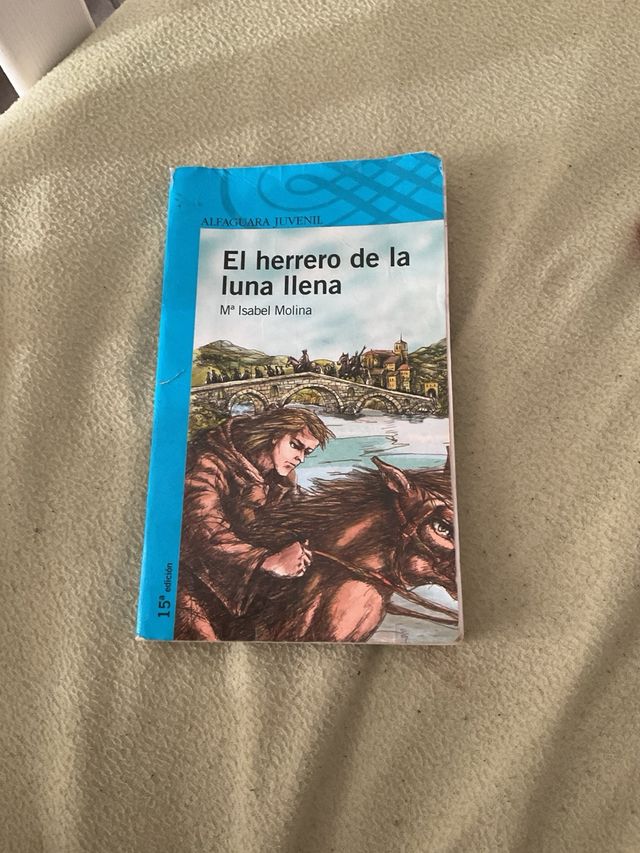 ALFAGUARA JUVENIL
El herrero de la
luna llena
Mª Isabel Molina
15ª edición